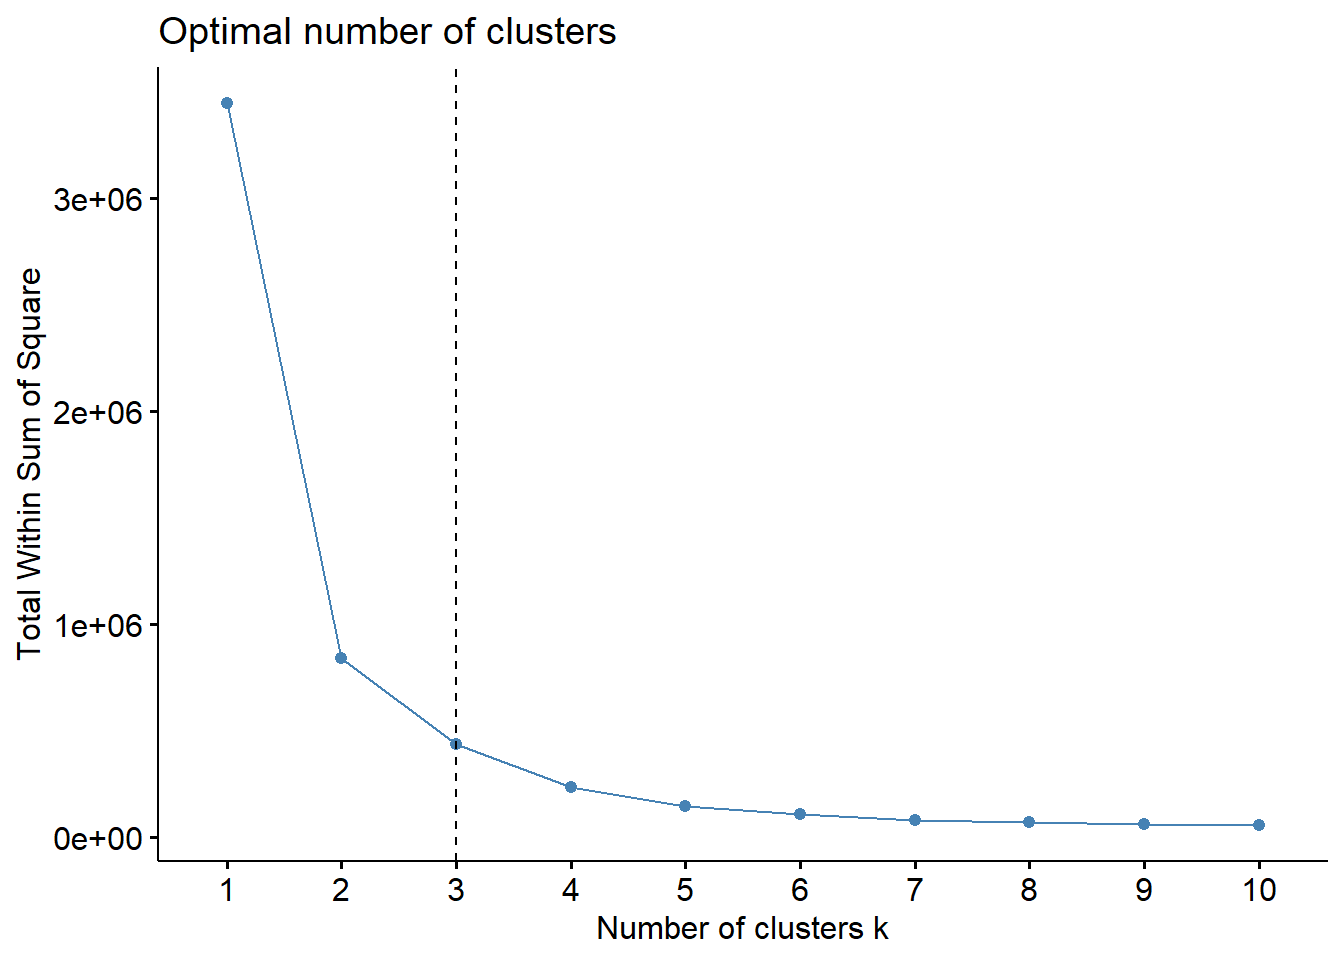 Optimal number of clusters
Total Within Sum of Square
3e+06
2e+06
1e+06
0e+00
1 2 3 4 5 6 7 8 9 10
Number of clusters k